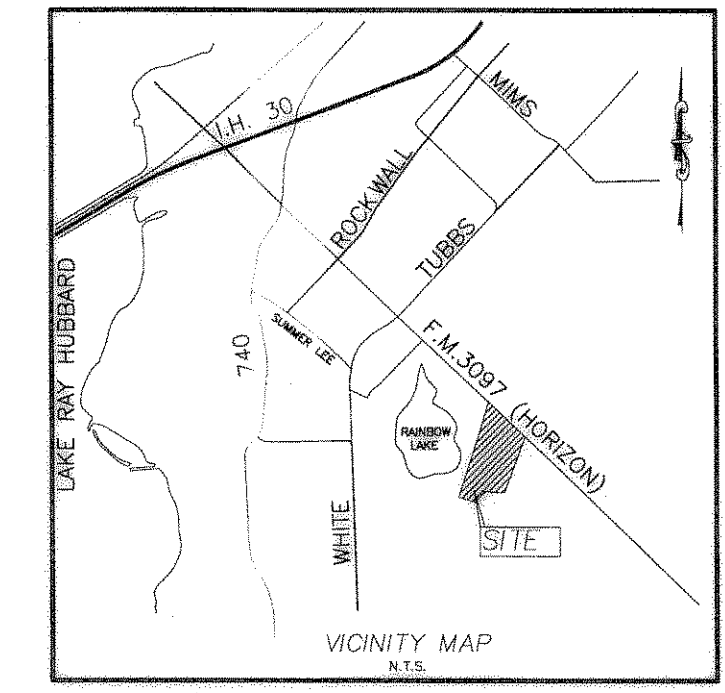 I.H. 30
MIMS
ROCKWALL
TUBBS
LAKE RAY HUBBARD
740
SUMMER LEE
F.M.3097 (HORIZON)
RAINBOW
LAKE
WHITE
SITE
VICINITY MAP
N.T.S.